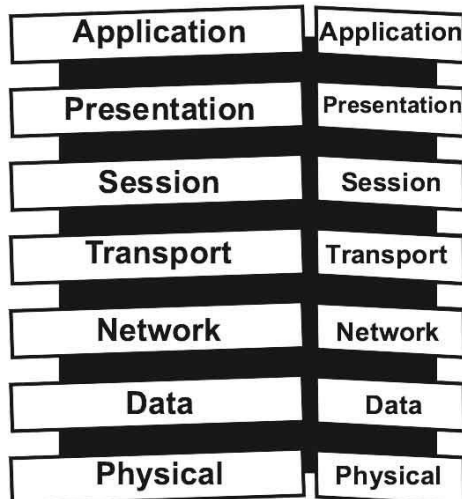 Application
Application
Presentation
Presentation
Session
Session
Transport
Transport
Network
Network
Data
Data
Physical
Physical